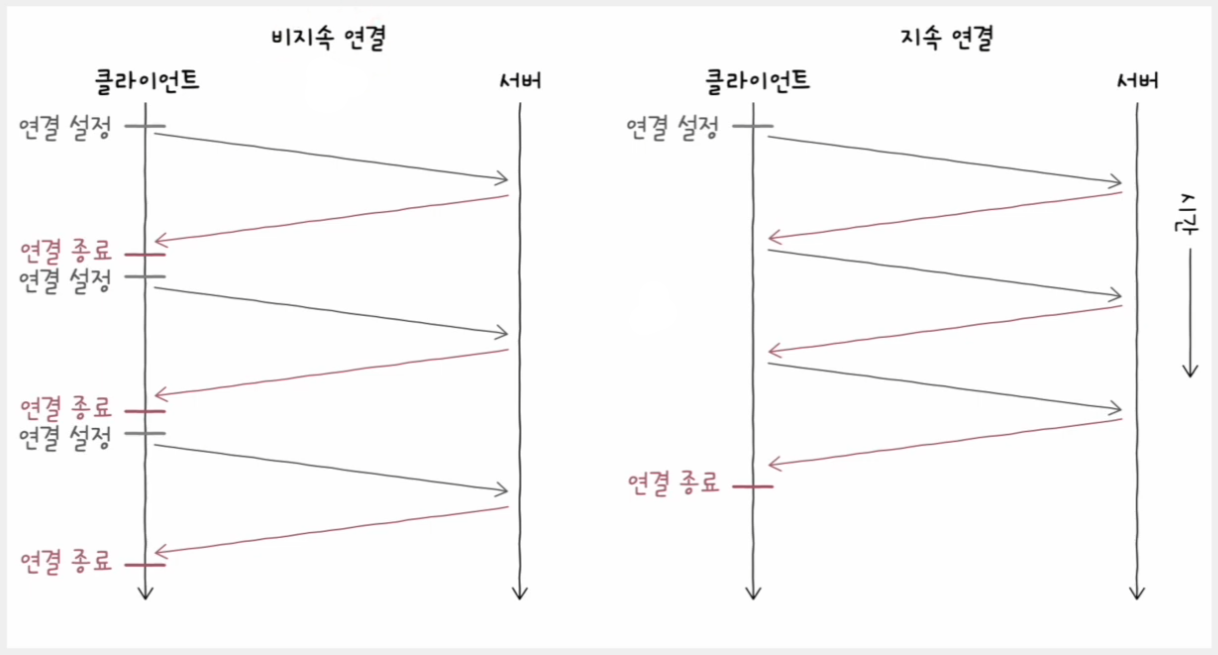 비지속 연결
클라이언트
서버
연결 설정
연결 종료
연결 설정
연결 종료
연결 설정
연결 종료
지속 연결
클라이언트
서버
연결 설정
연결 종료
시간